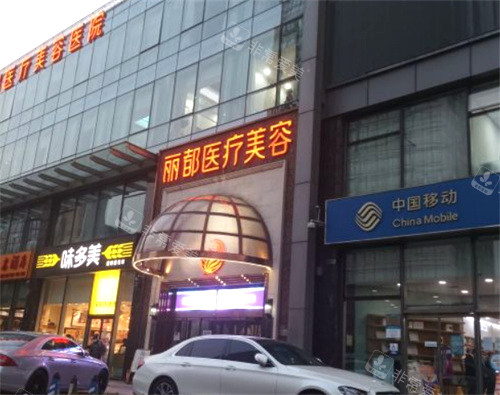 医疗美容医院
丽都医疗美容
味多美
中国移动
China Mobile